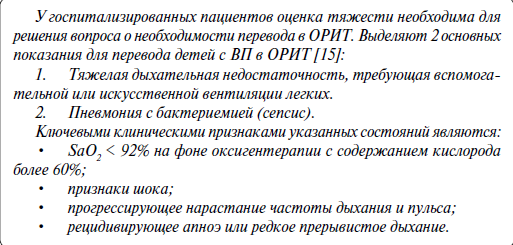 У госпитализированных пациентов оценка тяжести необходима для
решения вопроса о необходимости перевода в ОРИТ. Выделяют 2 основных
показания для перевода детей с ВП в ОРИТ [15]:
1. Тяжелая дыхательная недостаточность, требующая вспомога-
тельной или искусственной вентиляции легких.
2. Пневмония с бактериемией (сепсис).
Ключевыми клиническими признаками указанных состояний являются:
• SaO₂ < 92% на фоне оксигентерапии с содержанием кислорода
более 60%;
• признаки шока;
• прогрессирующее нарастание частоты дыхания и пульса;
• рецидивирующее апноэ или редкое прерывистое дыхание.